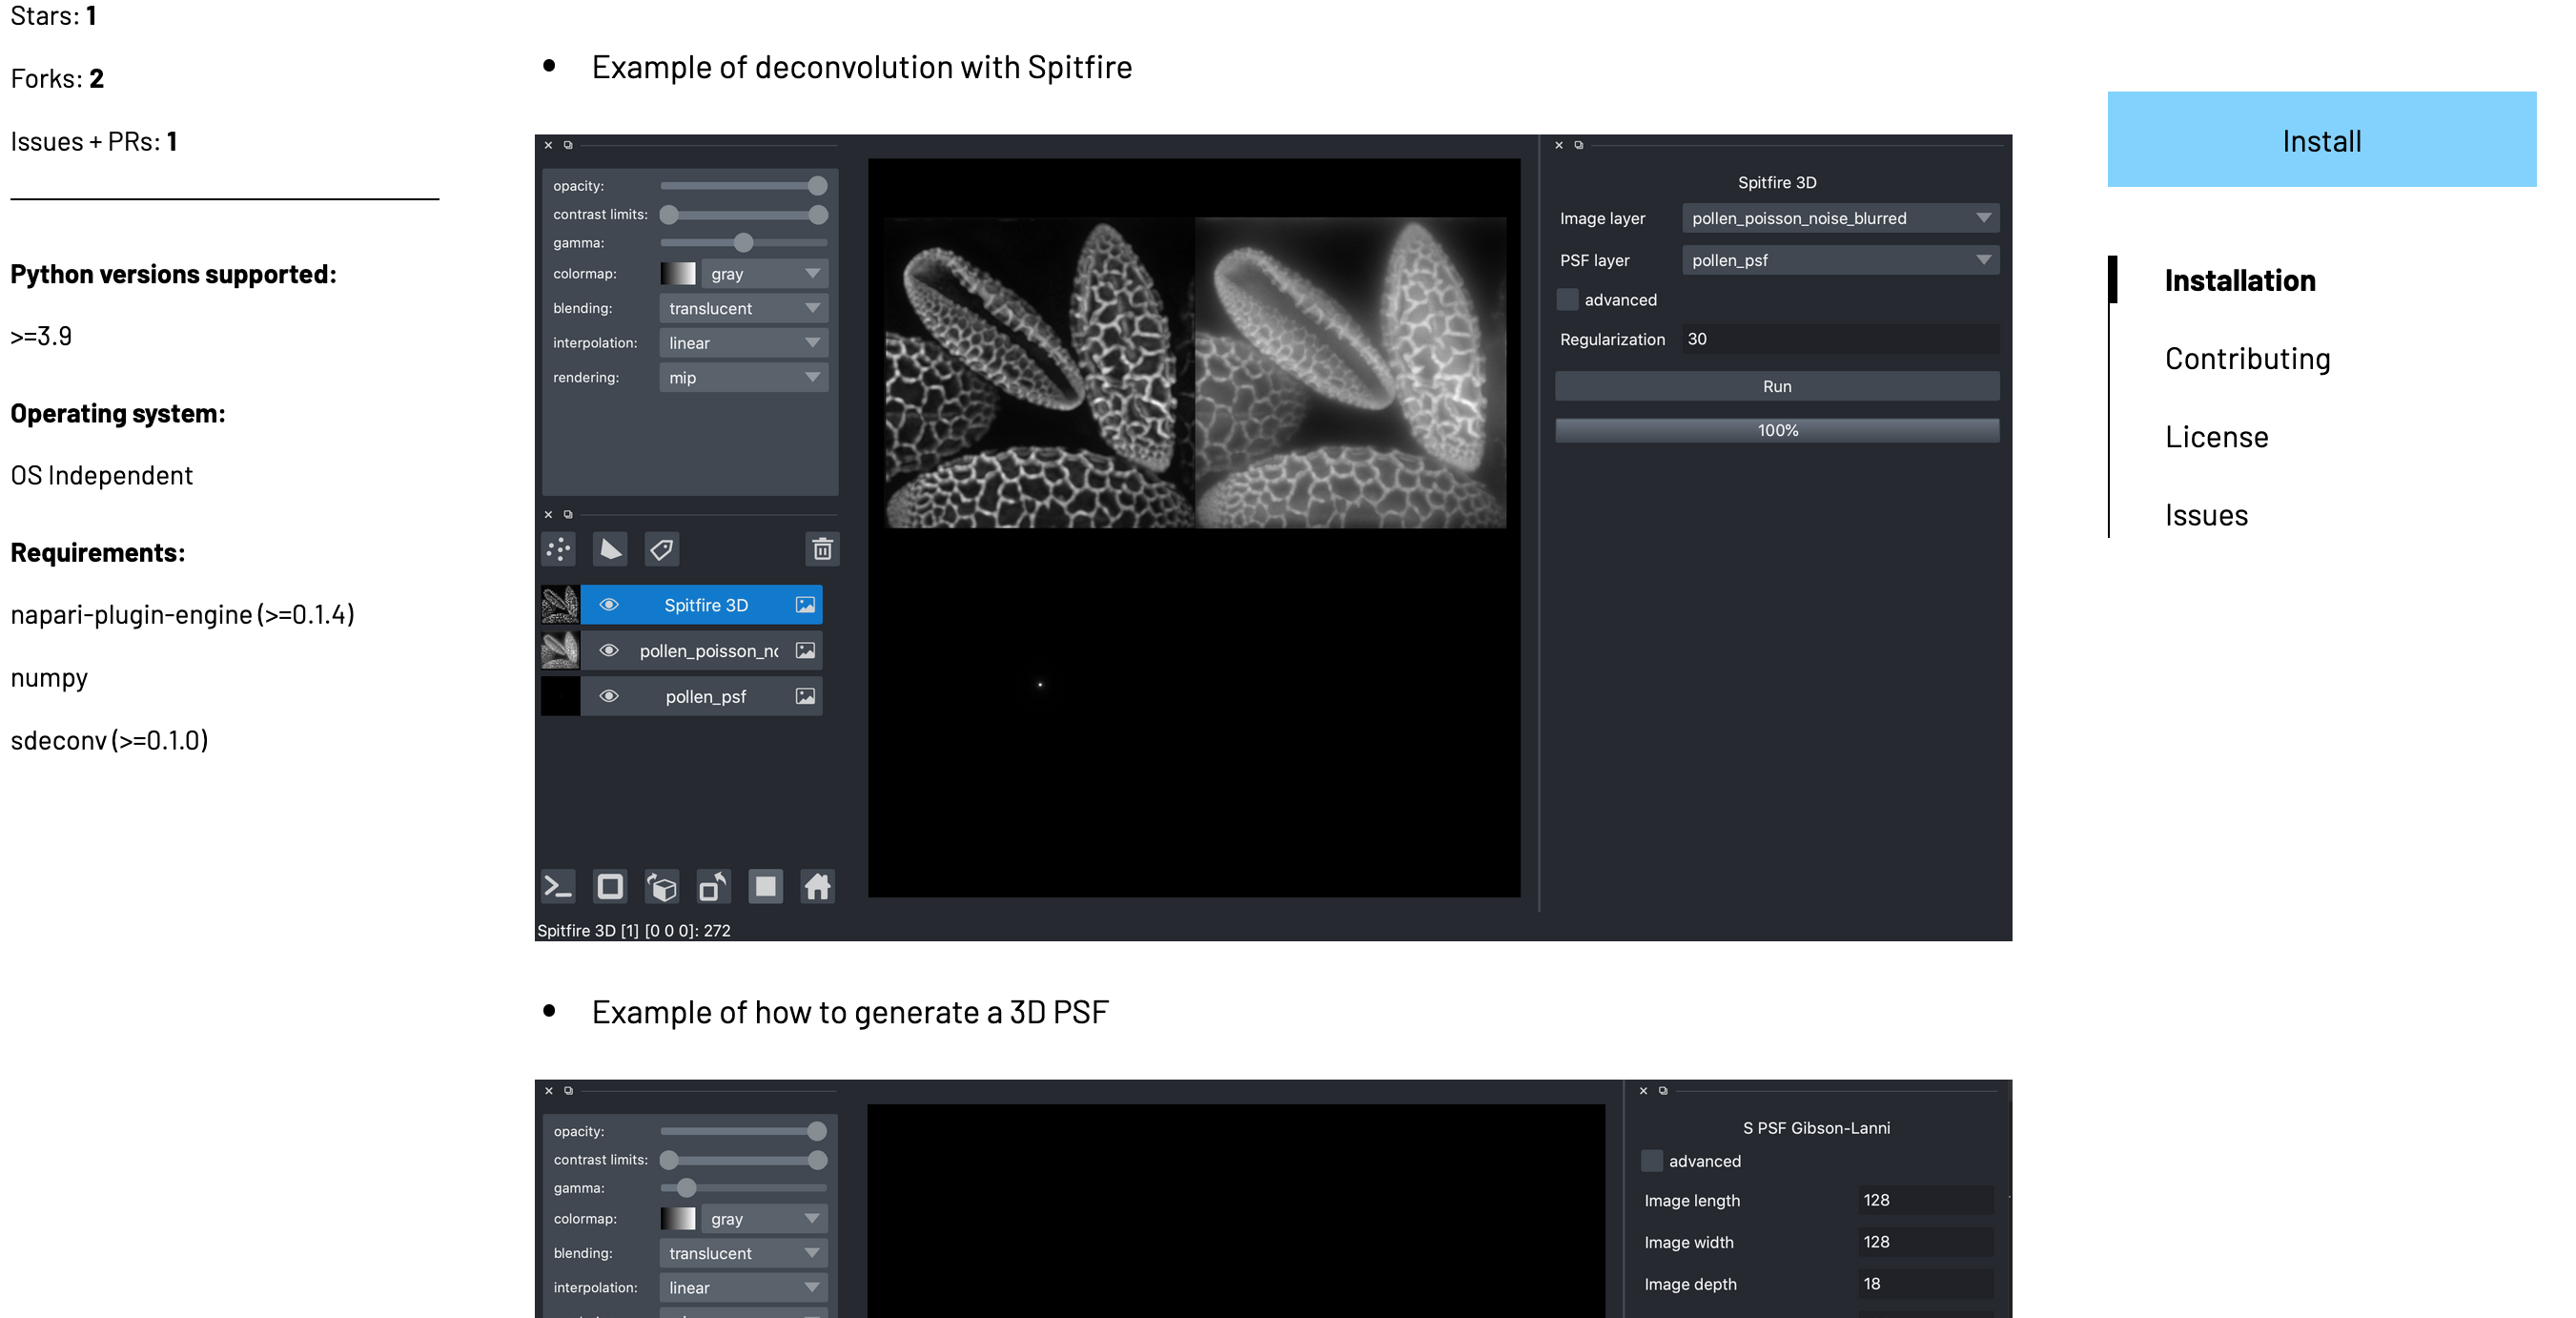 Stars: 1
Forks: 2
Issues + PRs: 1
Python versions supported:
>=3.9
Operating system:
OS Independent
Requirements:
napari-plugin-engine (>=0.1.4)
numpy
sdeconv (>=0.1.0)
Example of deconvolution with Spitfire
opacity:
contrast limits:
gamma:
colormap: gray
blending: translucent
interpolation: linear
rendering: mip
Spitfire 3D
pollen_poisson_no
pollen_psf
Spitfire 3D [1] [0 0 0]: 272
Spitfire 3D
Image layer pollen_poisson_noise_blurred
PSF layer pollen_psf
advanced
Regularization 30
Run
100%
Example of how to generate a 3D PSF
opacity:
contrast limits:
gamma:
colormap: gray
blending: translucent
interpolation: linear
S PSF Gibson-Lanni
advanced
Image length 128
Image width 128
Image depth 18
Install
Installation
Contributing
License
Issues